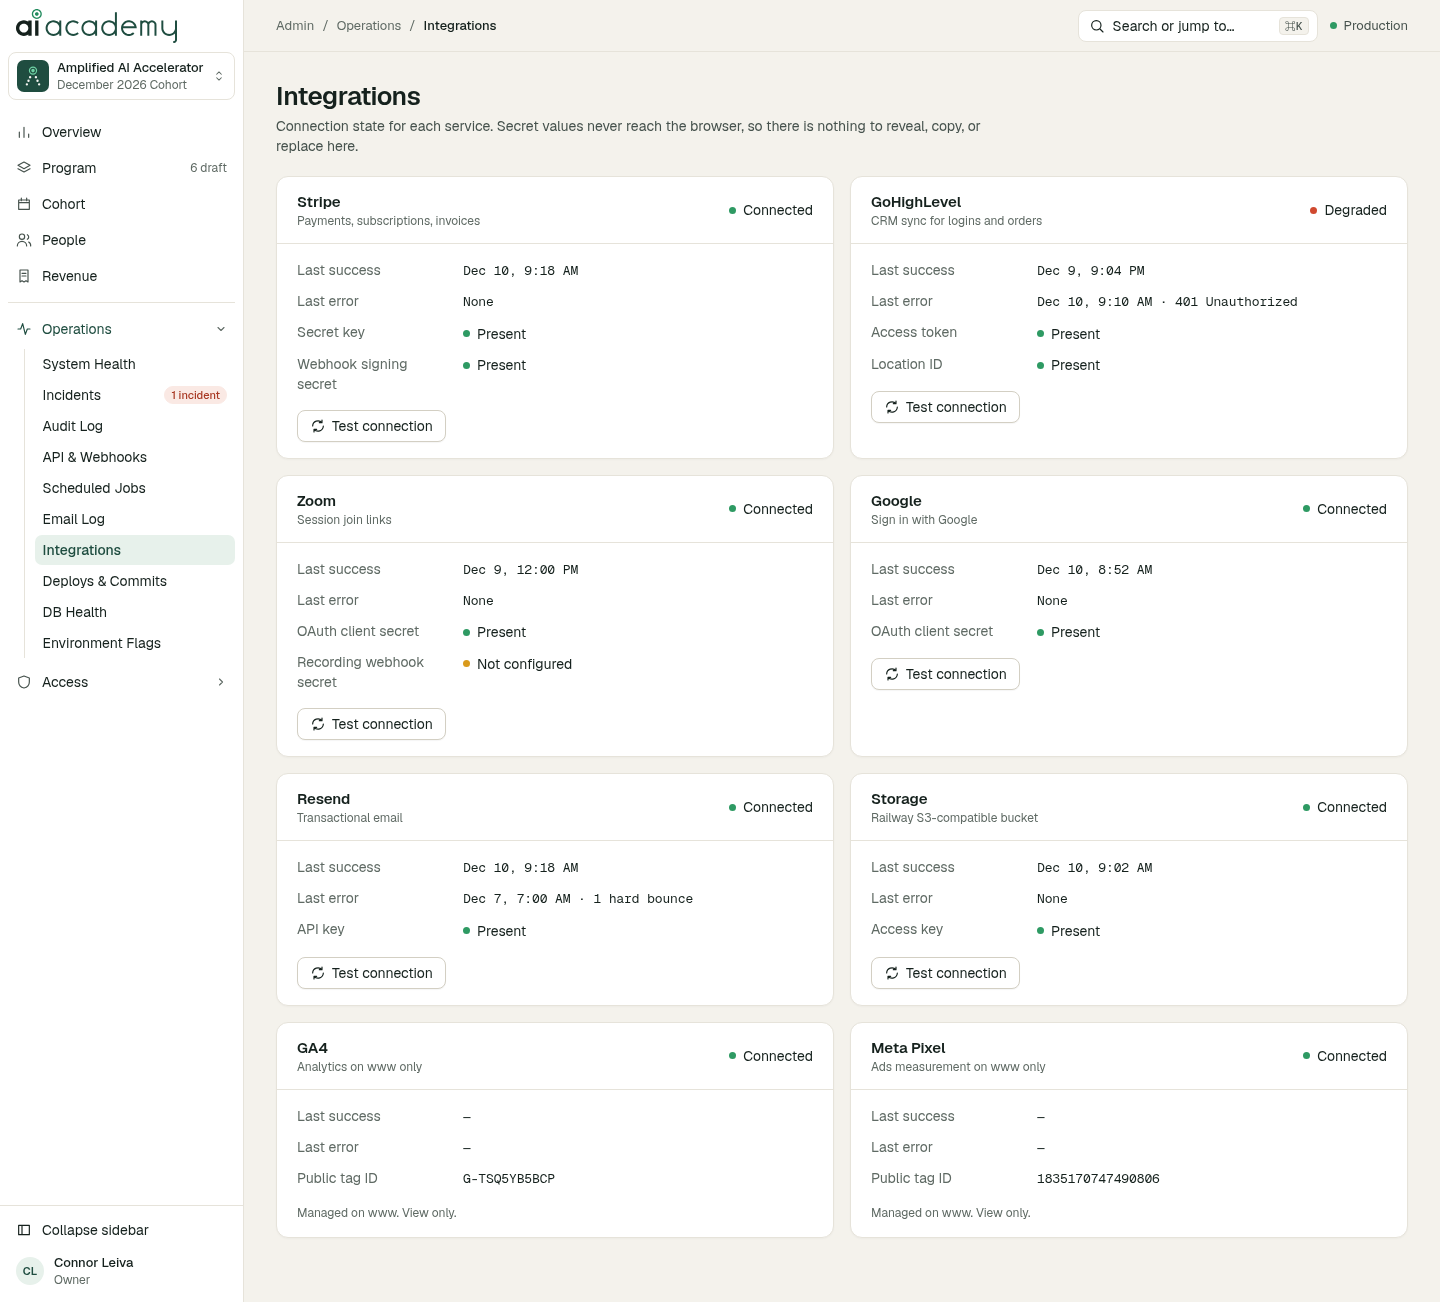 ai academy
Amplified AI Accelerator
December 2026 Cohort
Overview
Program 6 draft
Cohort
People
Revenue
Operations
System Health
Incidents 1 incident
Audit Log
API & Webhooks
Scheduled Jobs
Email Log
Integrations
Deploys & Commits
DB Health
Environment Flags
Access
Collapse sidebar
CL
Connor Leiva
Owner
Admin / Operations / Integrations
Search or jump to... ⌘K
Production
Integrations
Connection state for each service. Secret values never reach the browser, so there is nothing to reveal, copy, or
replace here.
Stripe
Payments, subscriptions, invoices
Connected
Last success Dec 10, 9:18 AM
Last error None
Secret key Present
Webhook signing Present
secret
Test connection
GoHighLevel
CRM sync for logins and orders
Degraded
Last success Dec 9, 9:04 PM
Last error Dec 10, 9:10 AM · 401 Unauthorized
Access token Present
Location ID Present
Test connection
Zoom
Session join links
Connected
Last success Dec 9, 12:00 PM
Last error None
OAuth client secret Present
Recording webhook Not configured
secret
Test connection
Google
Sign in with Google
Connected
Last success Dec 10, 8:52 AM
Last error None
OAuth client secret Present
Test connection
Resend
Transactional email
Connected
Last success Dec 10, 9:18 AM
Last error Dec 7, 7:00 AM · 1 hard bounce
API key Present
Test connection
Storage
Railway S3-compatible bucket
Connected
Last success Dec 10, 9:02 AM
Last error None
Access key Present
Test connection
GA4
Analytics on www only
Connected
Last success –
Last error –
Public tag ID G-TSQ5YB5BCP
Managed on www. View only.
Meta Pixel
Ads measurement on www only
Connected
Last success –
Last error –
Public tag ID 1835170747490806
Managed on www. View only.